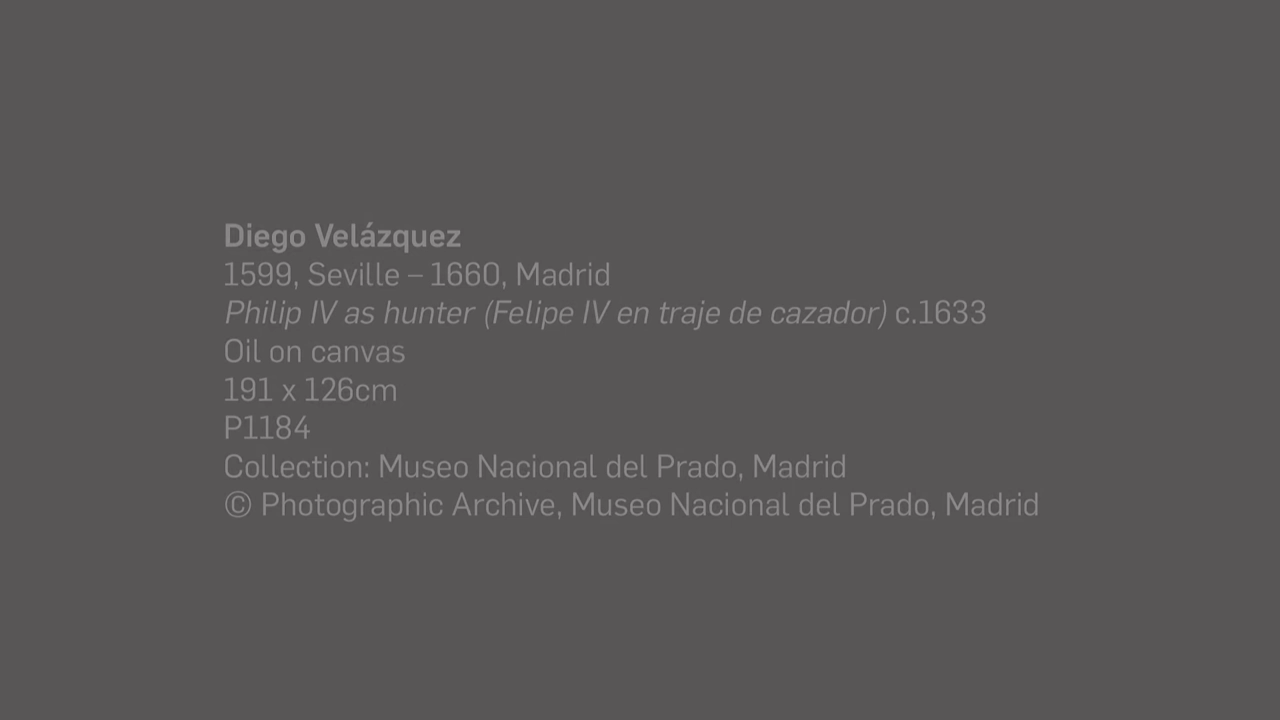 Diego Velázquez
1599, Seville – 1660, Madrid
Philip IV as hunter (Felipe IV en traje de cazador) c.1633
Oil on canvas
191 x 126cm
P1184
Collection: Museo Nacional del Prado, Madrid
© Photographic Archive, Museo Nacional del Prado, Madrid